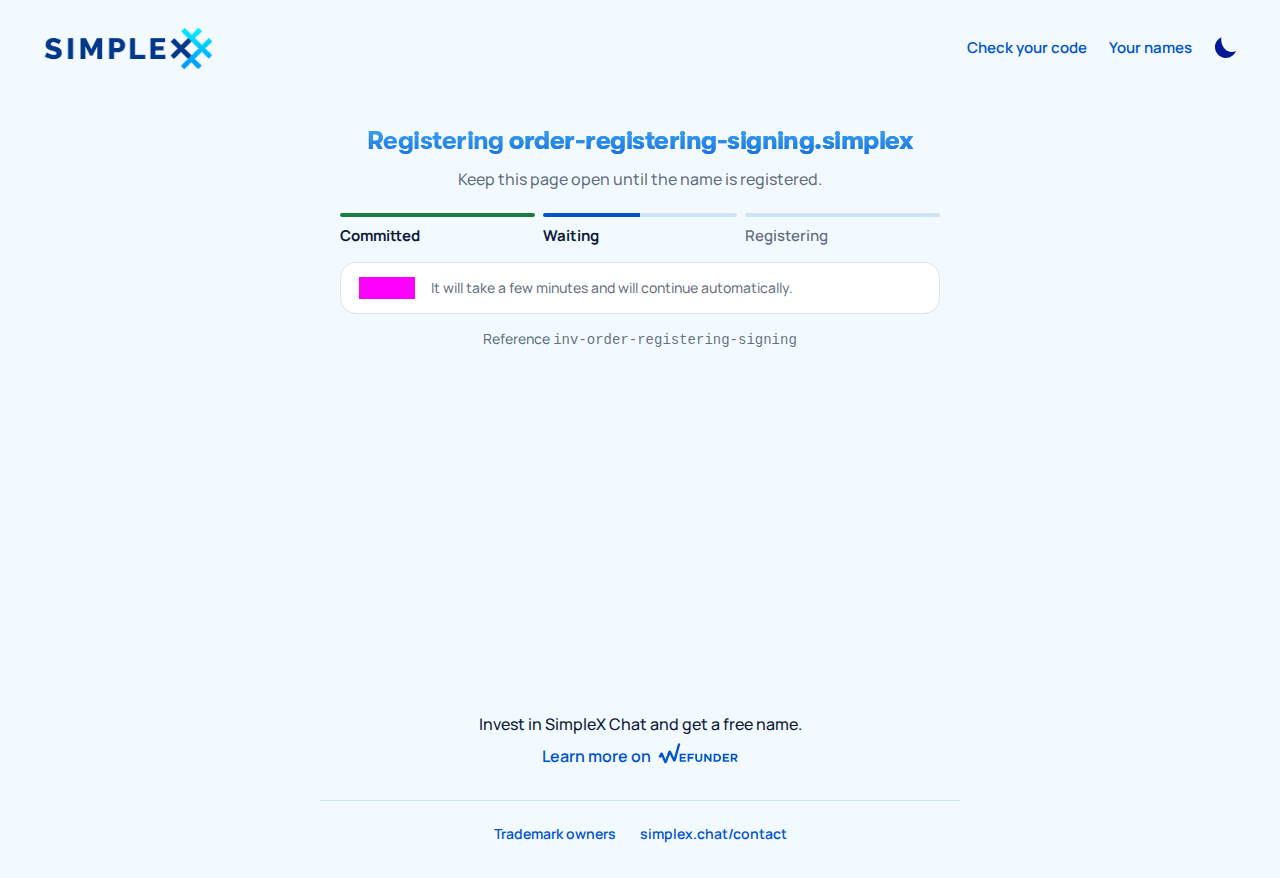 SIMPLEX
Check your code
Your names
Registering order-registering-signing.simplex
Keep this page open until the name is registered.
Committed
Waiting
Registering
It will take a few minutes and will continue automatically.
Reference inv-order-registering-signing
Invest in SimpleX Chat and get a free name.
Learn more on WEFUNDER
Trademark owners
simplex.chat/contact